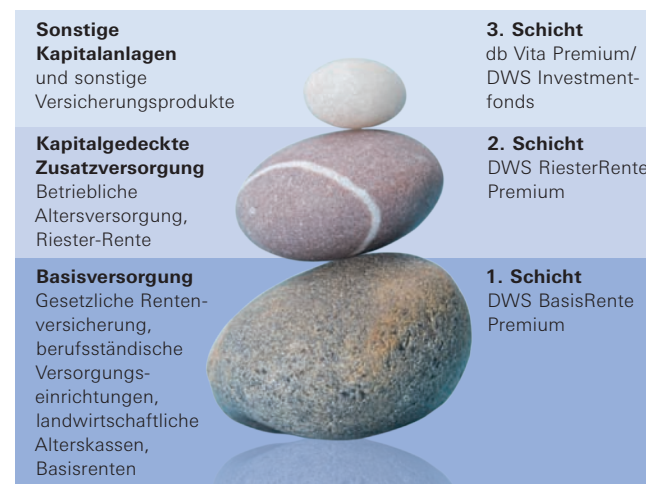 Sonstige
Kapitalanlagen
und sonstige
Versicherungsprodukte
3. Schicht
db Vita Premium/
DWS Investment-
fonds
Kapitalgedeckte
Zusatzversorgung
Betriebliche
Altersversorgung,
Riester-Rente
2. Schicht
DWS RiesterRente
Premium
Basisversorgung
Gesetzliche Renten-
versicherung,
berufsständische
Versorgungs-
einrichtungen,
landwirtschaftliche
Alterskassen,
Basisrenten
1. Schicht
DWS BasisRente
Premium